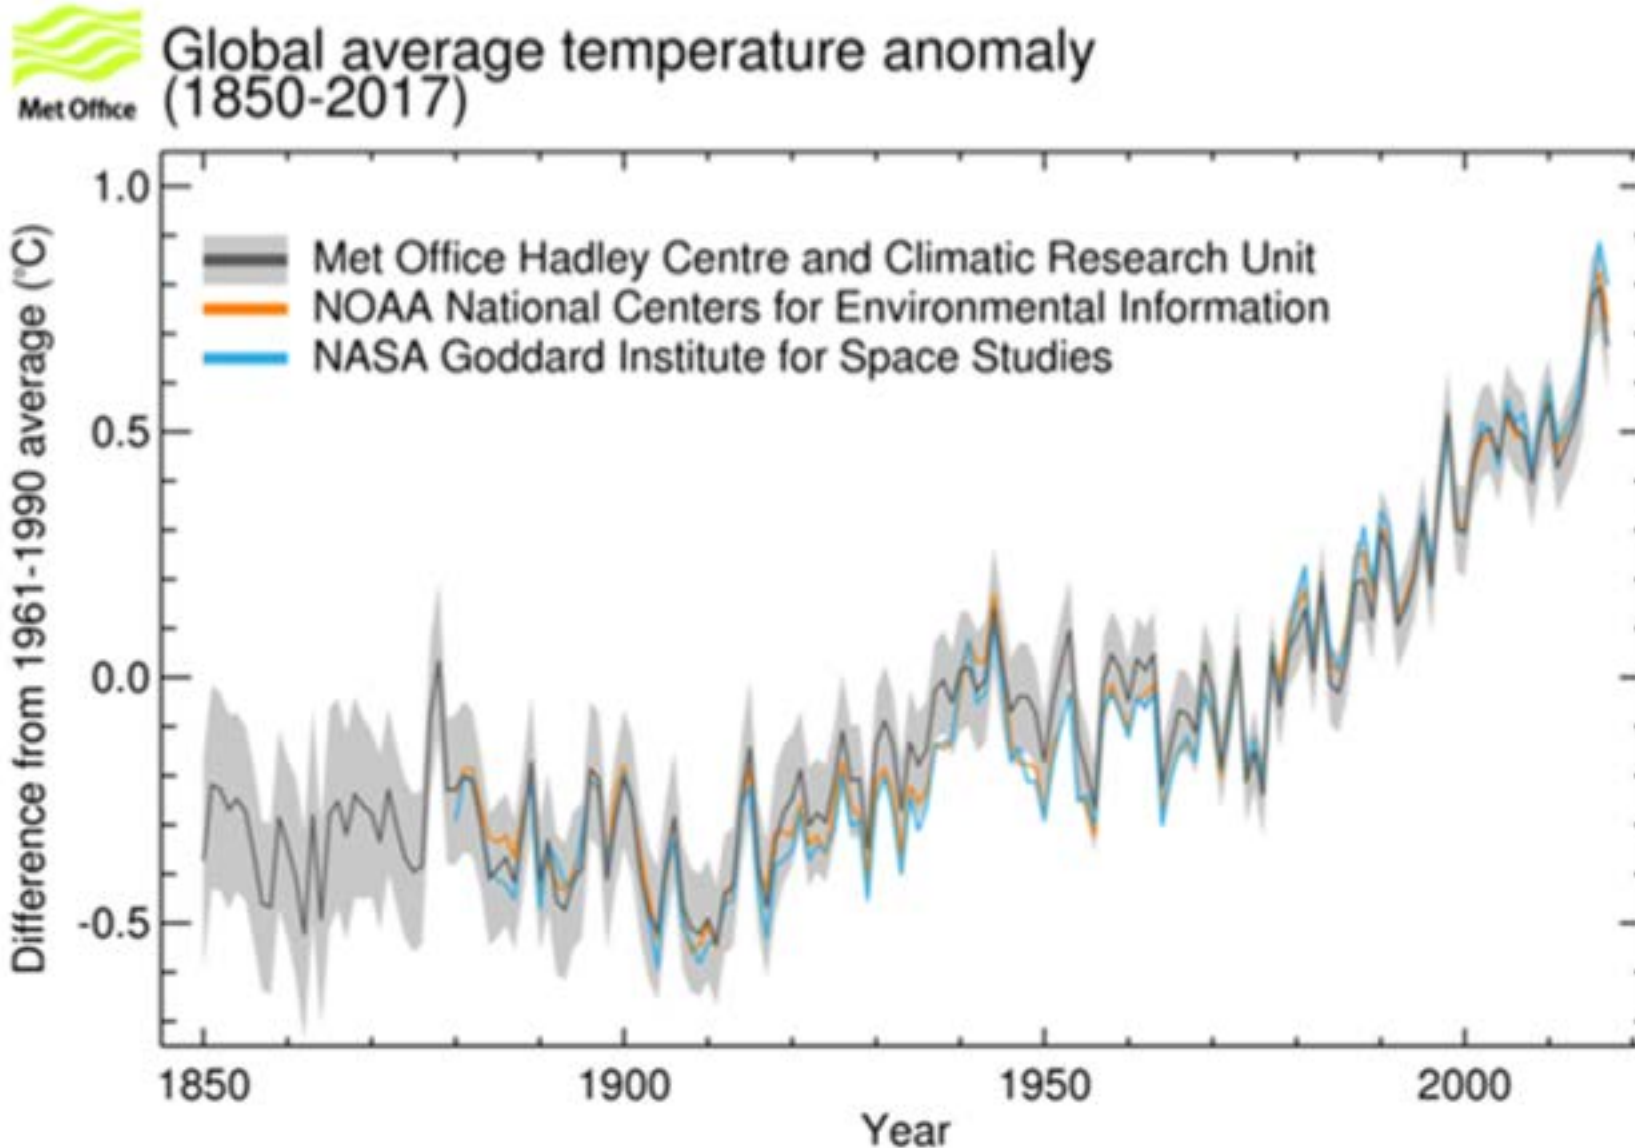 Met Office
Global average temperature anomaly
(1850-2017)
Difference from 1961-1990 average (°C)
1.0
0.5
0.0
-0.5
Met Office Hadley Centre and Climatic Research Unit
NOAA National Centers for Environmental Information
NASA Goddard Institute for Space Studies
1850
1900
1950
2000
Year